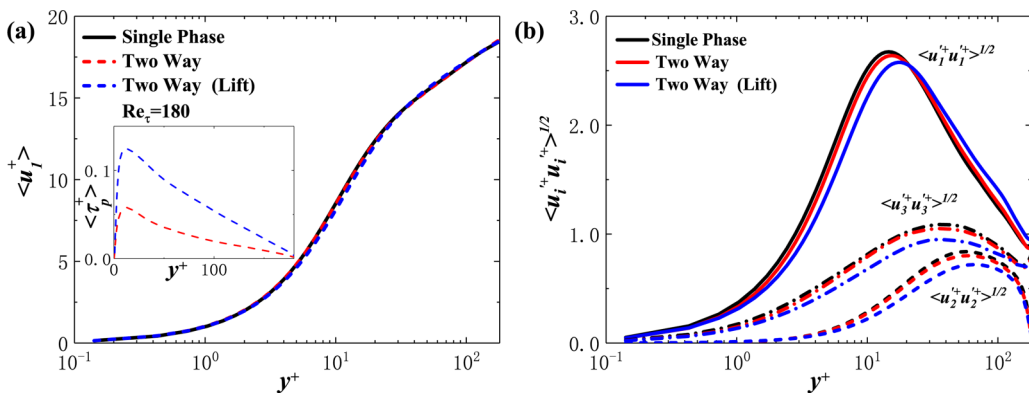 (a)
Single Phase
Two Way
Two Way (Lift)
Re_τ=180
<u_1^+>
20
15
10
5
0
<τ_p^+>
0.1
0.0
0
100
y^+
10^-1
10^0
10^1
10^2
y^+
(b)
Single Phase
Two Way
Two Way (Lift)
<u_1'^+u_1'^+>^1/2
<u_3'^+u_3'^+>^1/2
<u_2'^+u_2'^+>^1/2
<u_i'^+u_i'^+>^1/2
3.0
2.0
1.0
0.0
10^-1
10^0
10^1
10^2
y^+